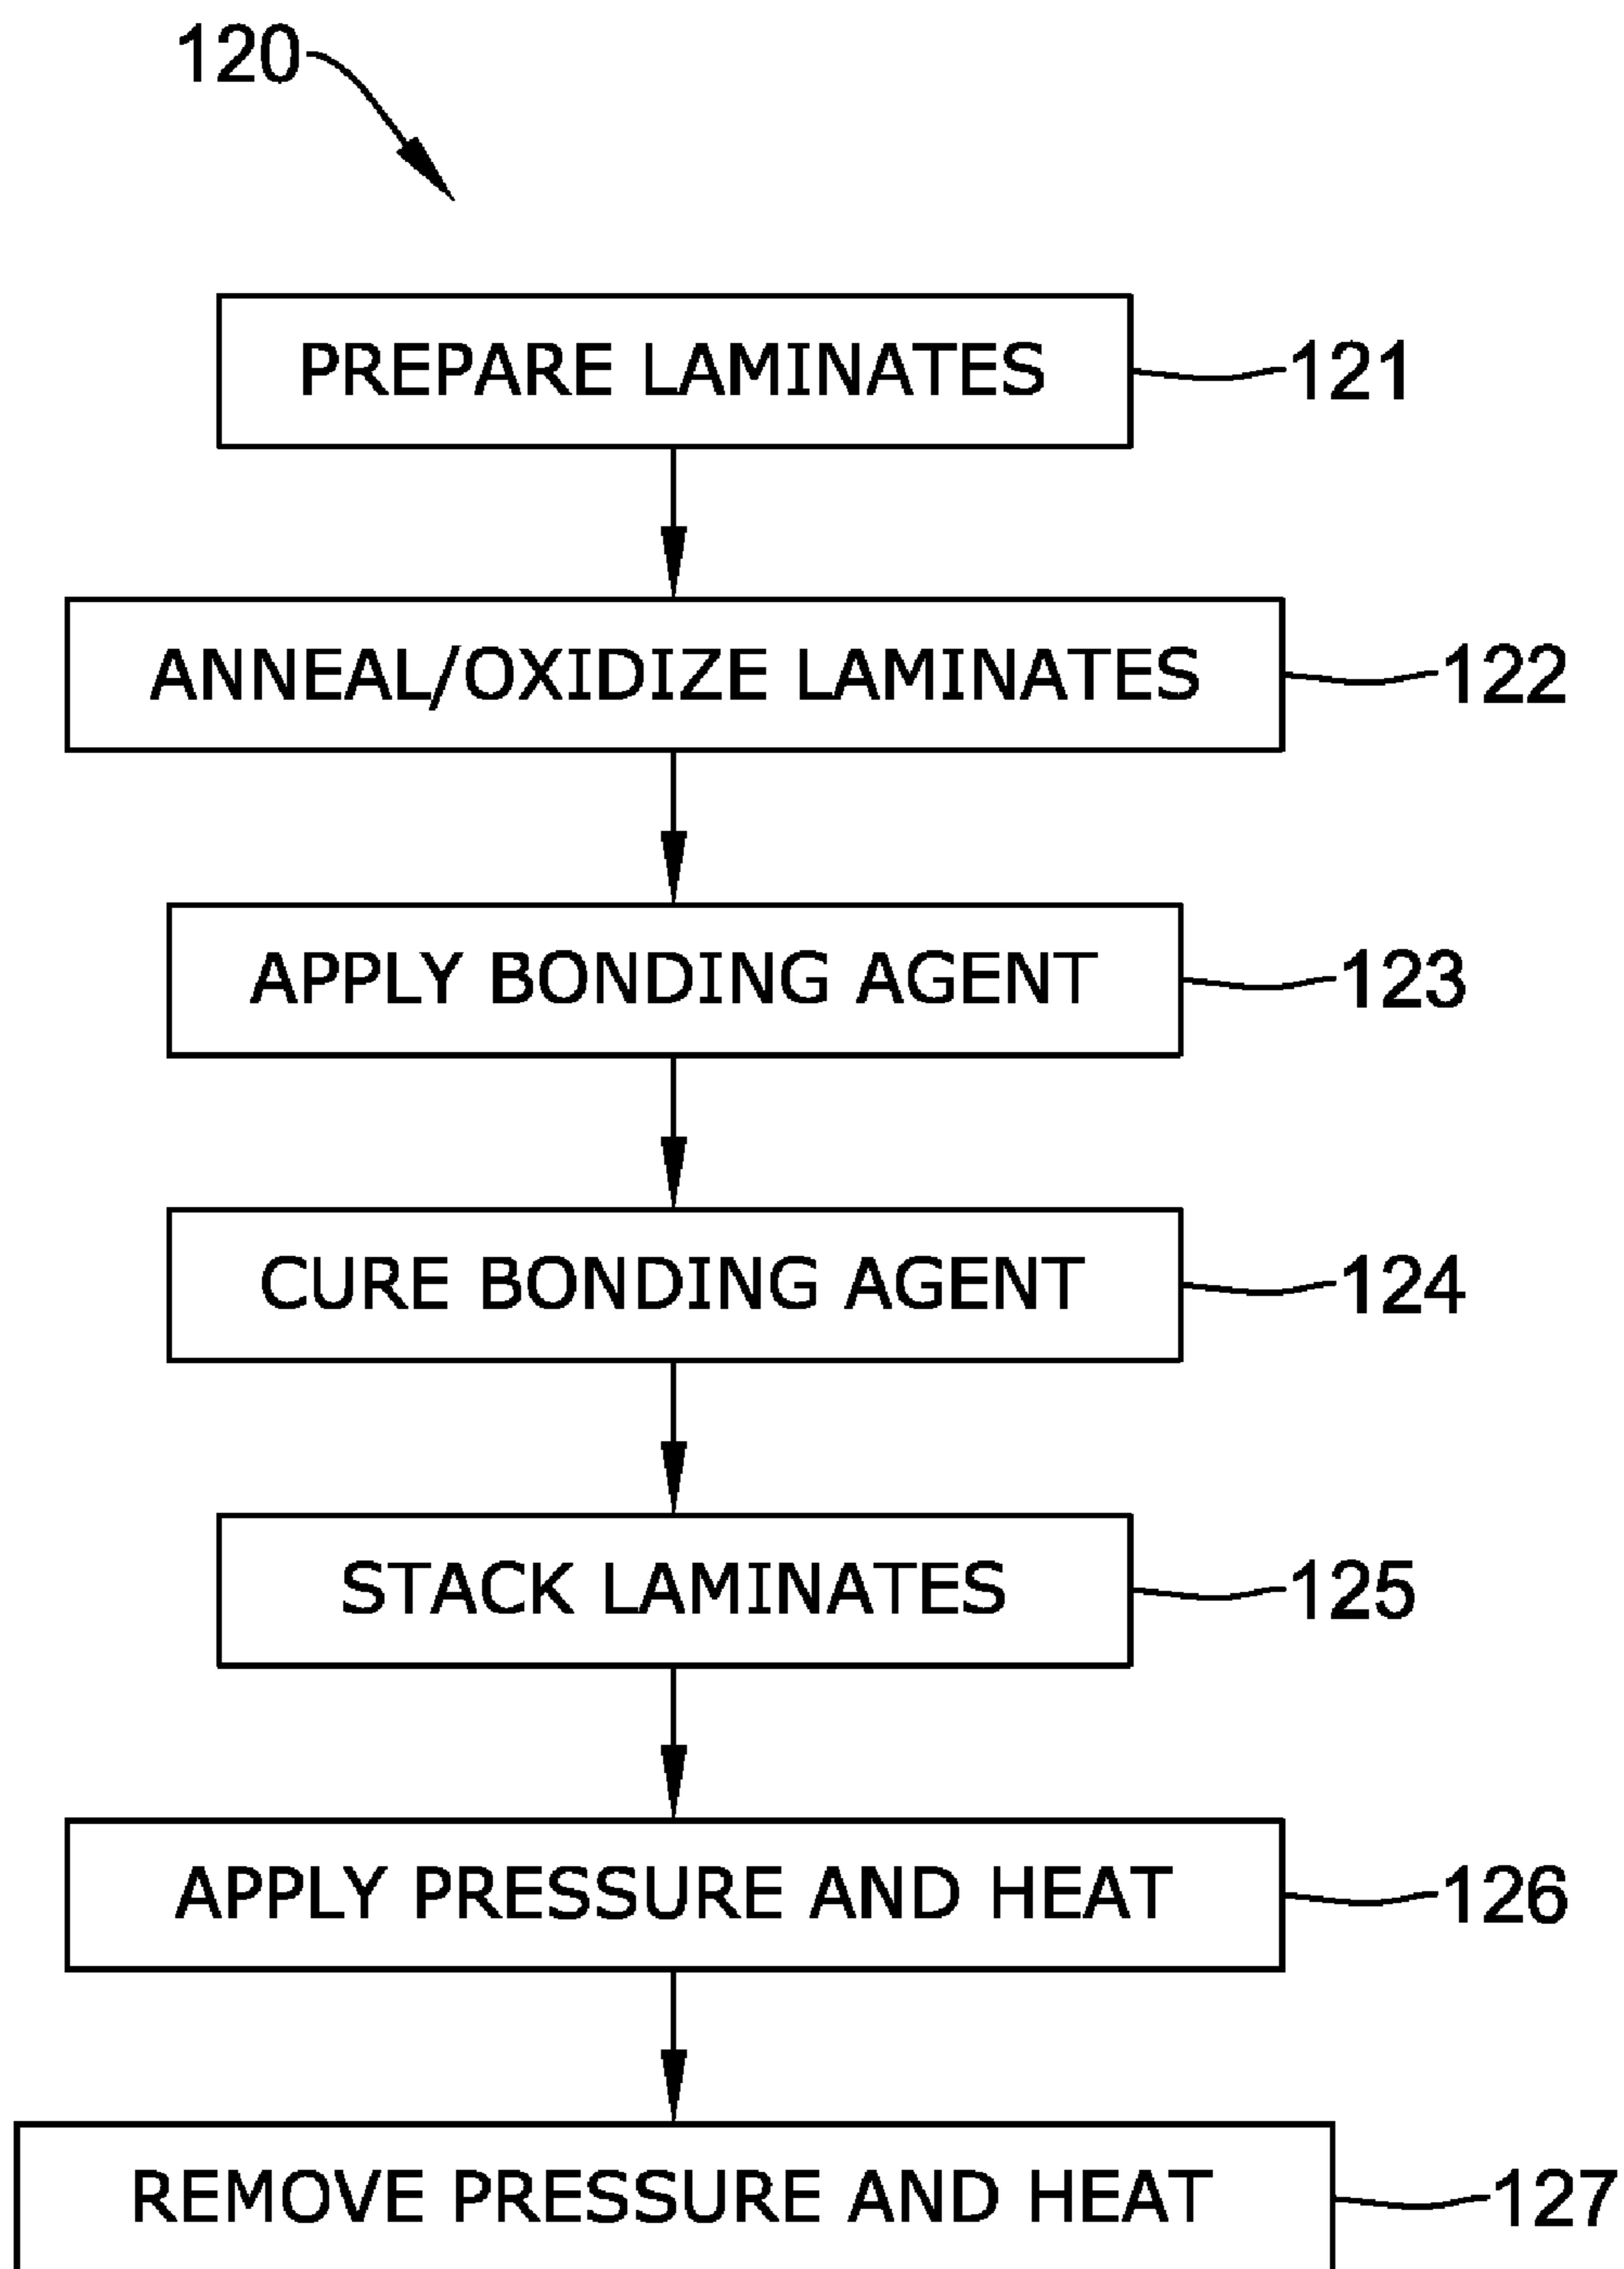 120
PREPARE LAMINATES 121
ANNEAL/OXIDIZE LAMINATES 122
APPLY BONDING AGENT 123
CURE BONDING AGENT 124
STACK LAMINATES 125
APPLY PRESSURE AND HEAT 126
REMOVE PRESSURE AND HEAT 127